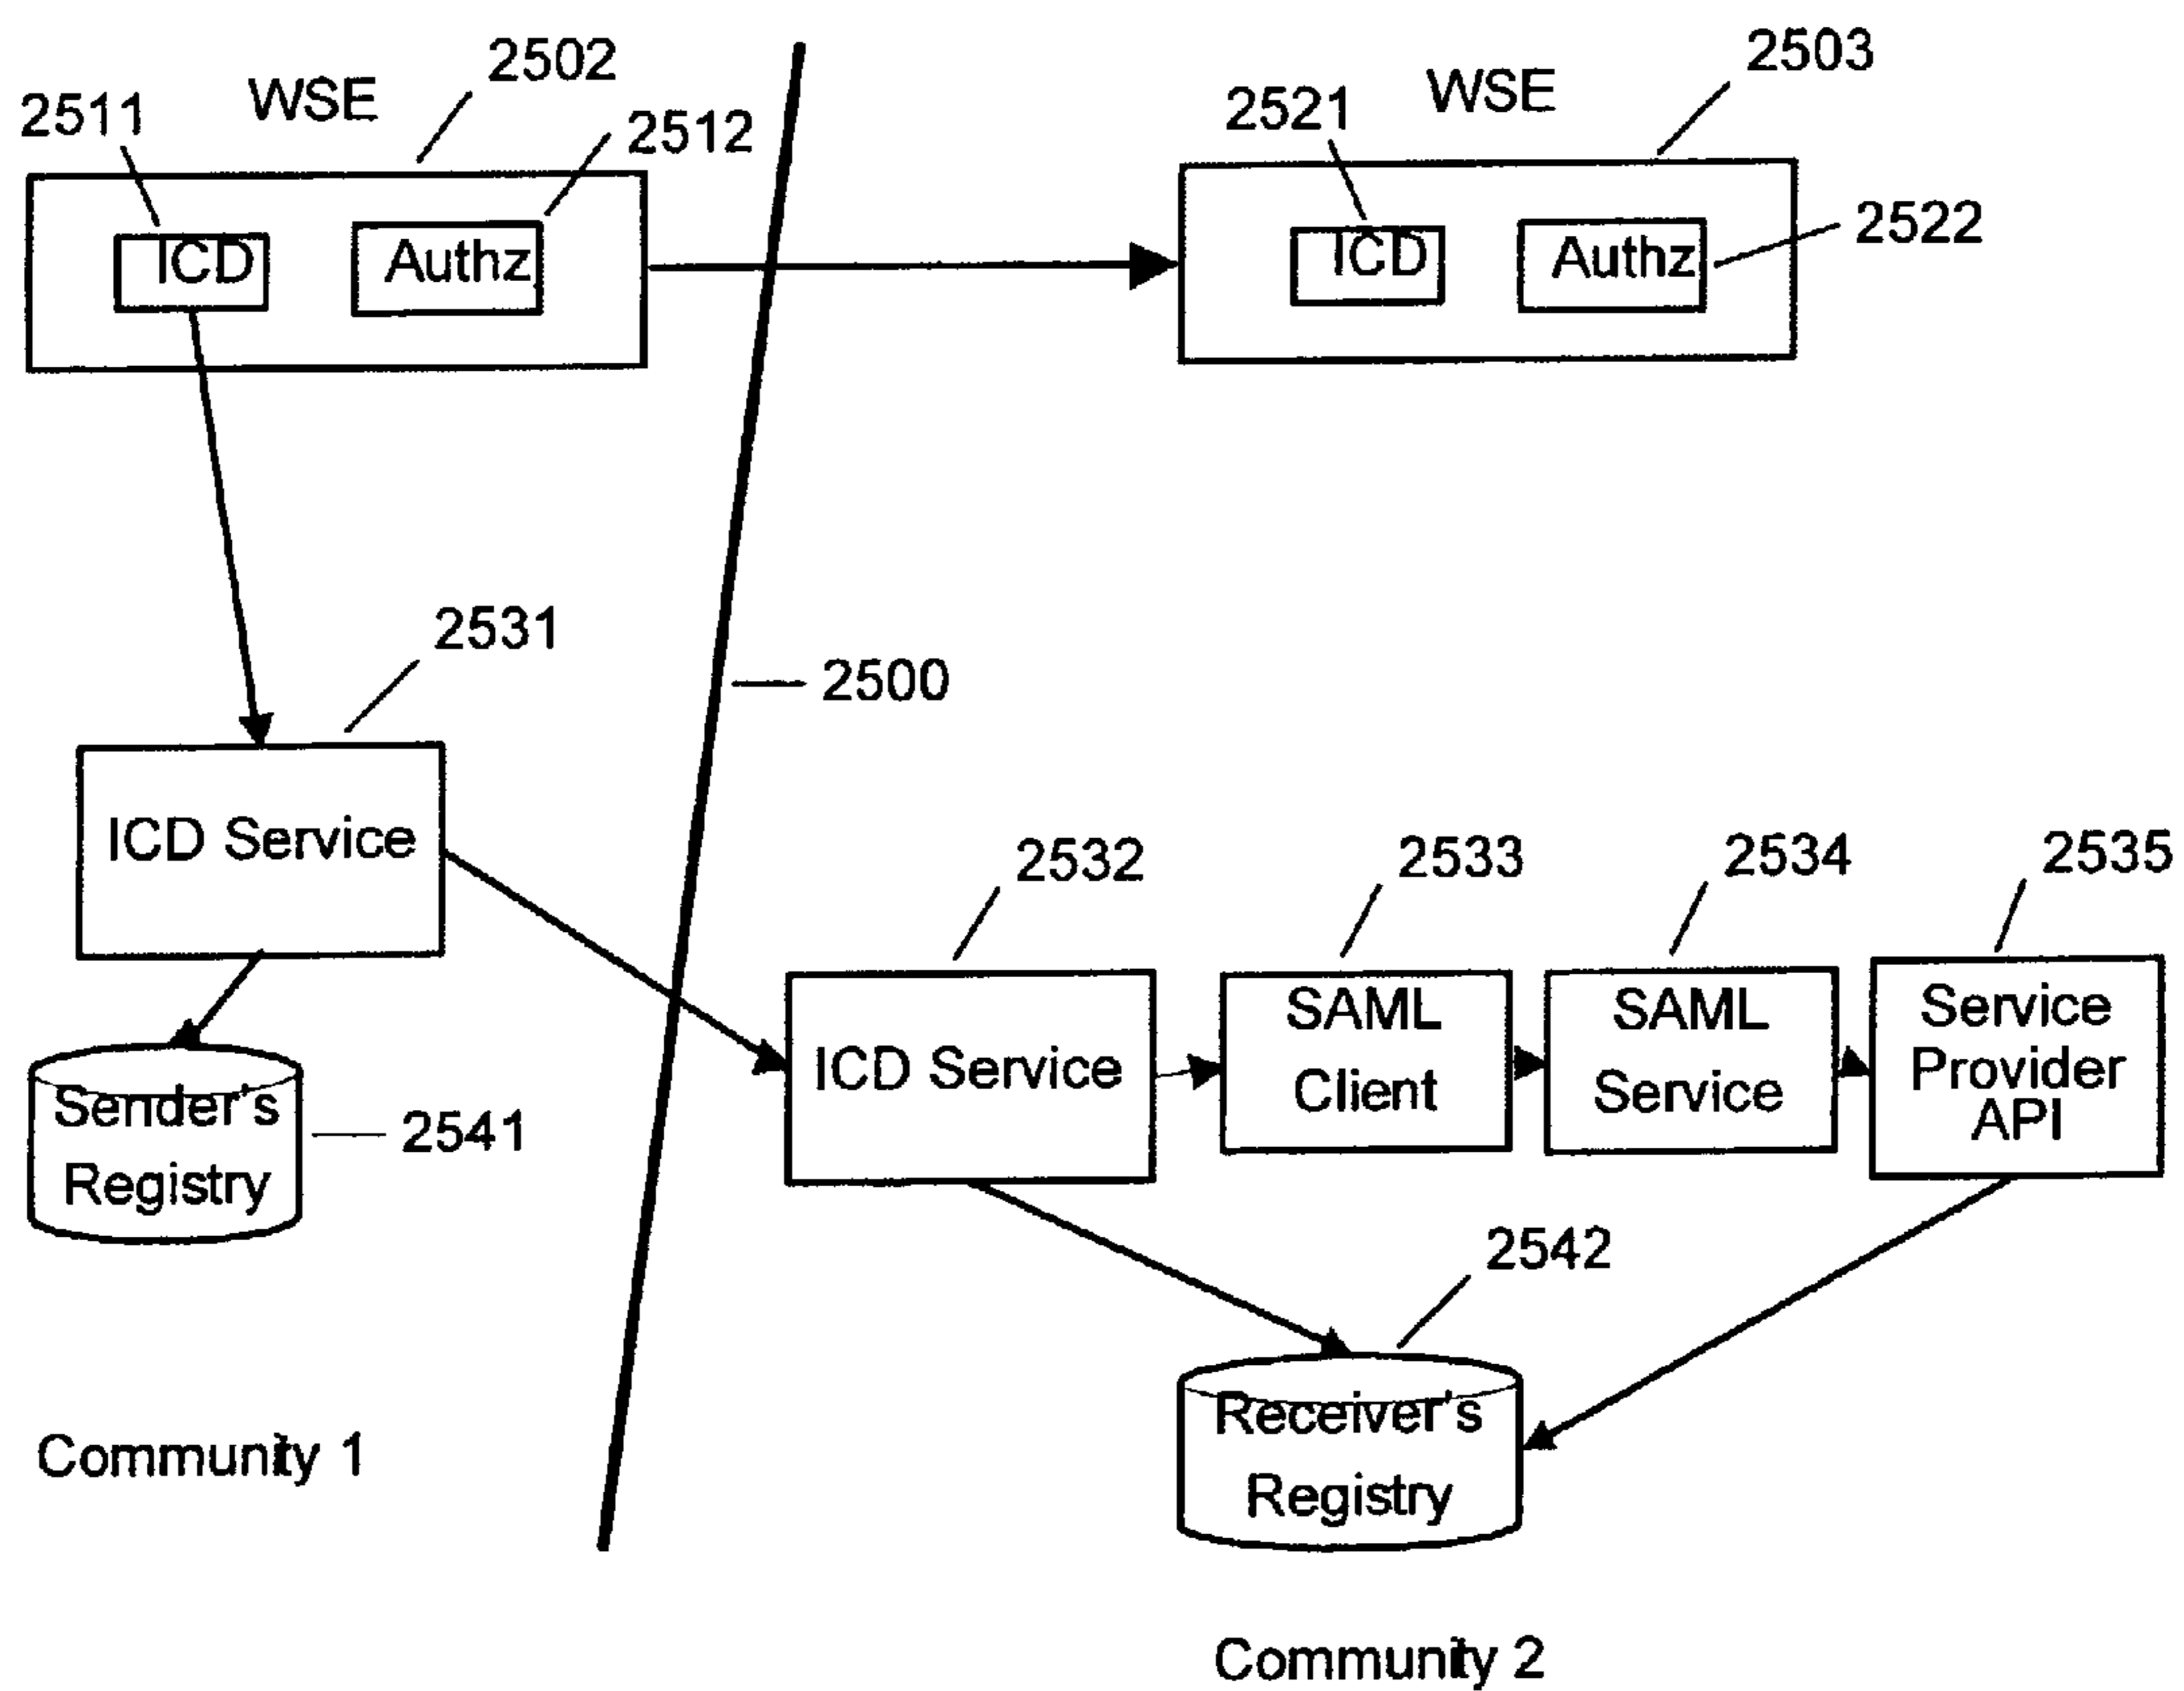 2502
WSE
2511
2512
ICD
Authz
2503
WSE
2521
2522
ICD
Authz
2531
2500
ICD Service
2532
2533
2534
2535
ICD Service
SAML
Client
SAML
Service
Service
Provider
API
Sender's
Registry
2541
2542
Receiver's
Registry
Community 1
Community 2